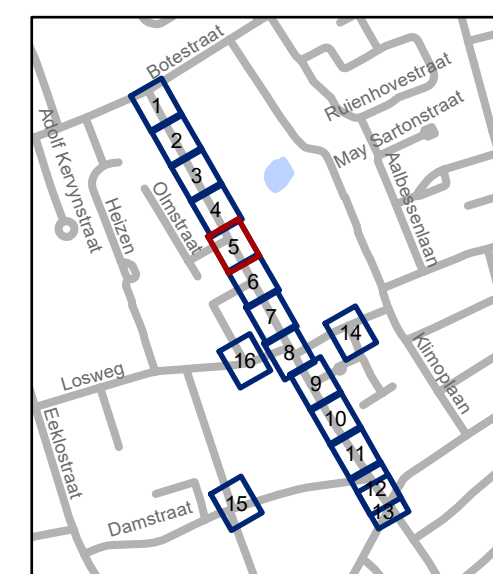 Botestraat
Ruienhovestraat
May Sartonstraat
Aalbessenlaan
Adolf Kervynstraat
Heizen
Olmstraat
1
2
3
4
5
6
7
8
14
16
9
10
11
12
13
15
Klimoplaan
Losweg
Eeklostraat
Damstraat